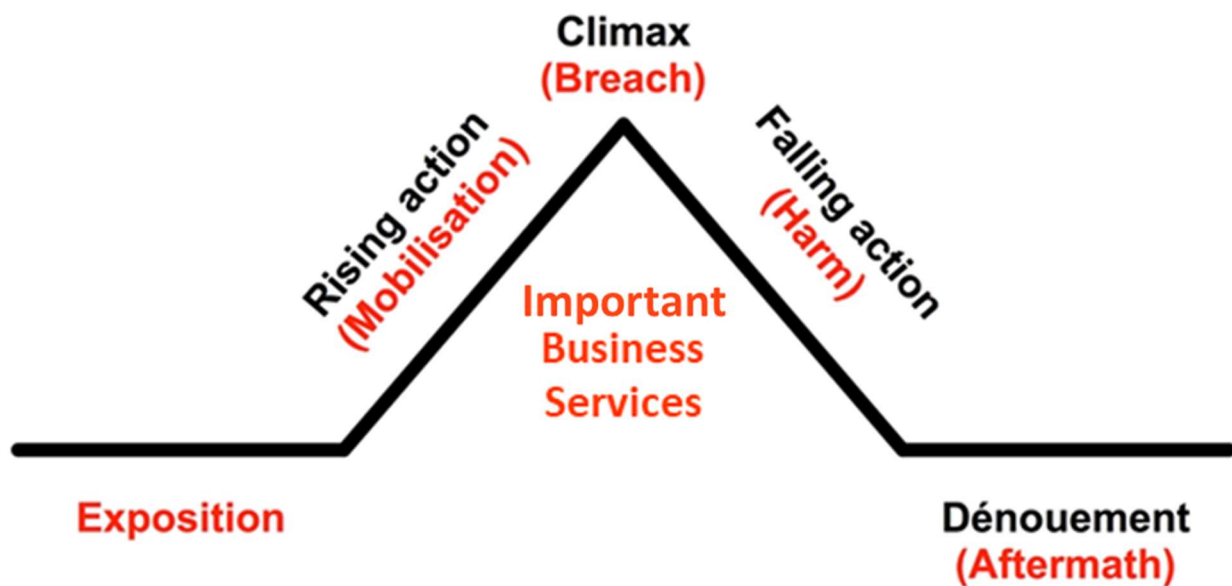 Climax
(Breach)
Rising action
(Mobilisation)
Falling action
(Harm)
Important
Business
Services
Exposition
Dénouement
(Aftermath)